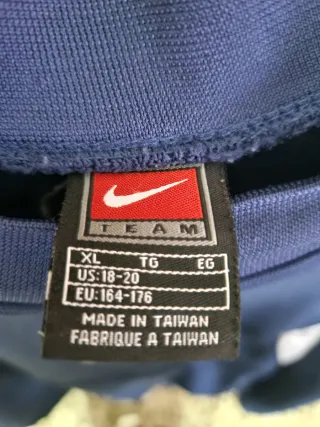 TEAM
XL TG EG
US:18-20
EU:164-176
MADE IN TAIWAN
FABRIQUE A TAIWAN